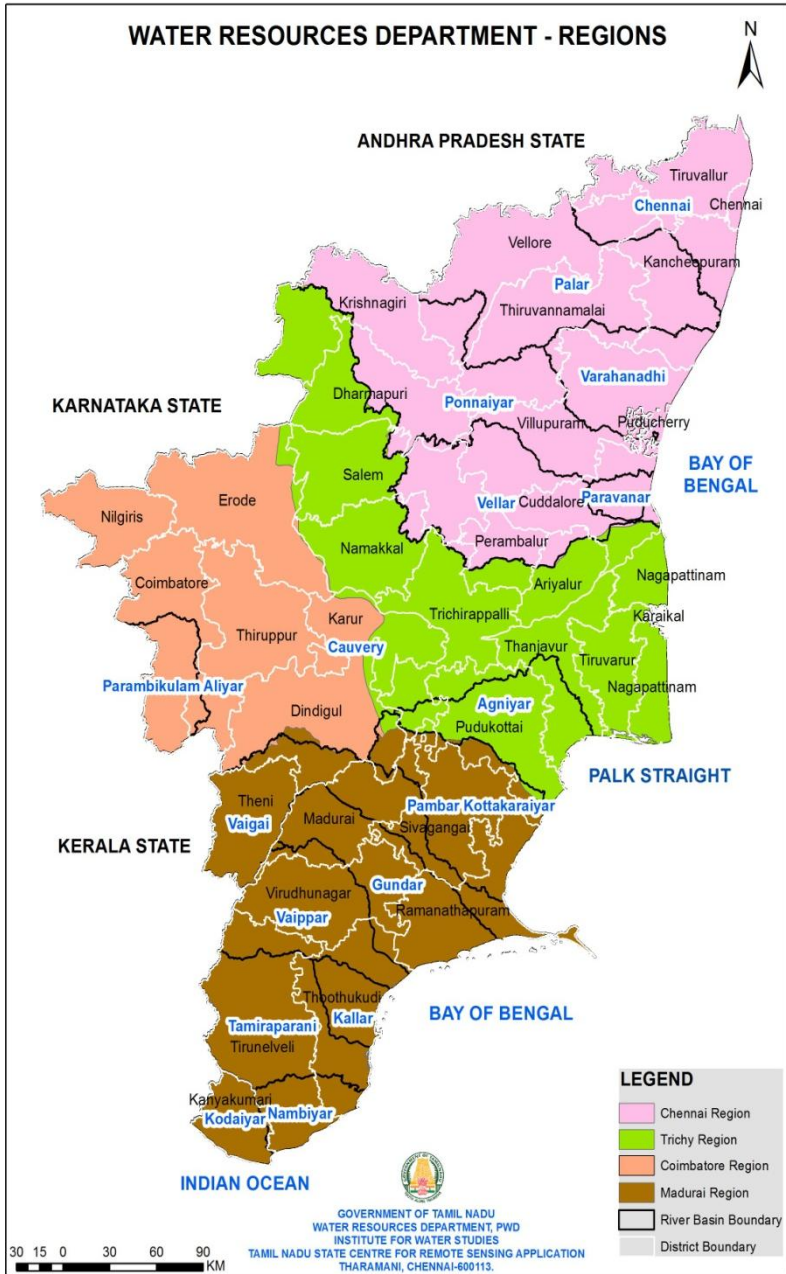 WATER RESOURCES DEPARTMENT - REGIONS
N
ANDHRA PRADESH STATE
Tiruvallur
Chennai
Chennai
Vellore
Kancheepuram
Palar
Krishnagiri
Thiruvannamalai
Varahanadhi
Dharmapuri
Ponnaiyar
KARNATAKA STATE
Villupuram
Puducherry
BAY OF
BENGAL
Salem
Erode
Vellar
Cuddalore
Paravanar
Nilgiris
Namakkal
Perambalur
Coimbatore
Ariyalur
Nagapattinam
Trichirappalli
Karur
Karaikal
Thiruppur
Cauvery
Thanjavur
Tiruvarur
Parambikulam Aliyar
Nagapattinam
Agniyar
Dindigul
Pudukottai
PALK STRAIGHT
Theni
Pambar Kottakaraiyar
Vaigai
Madurai
Sivagangai
KERALA STATE
Gundar
Virudhunagar
Ramanathapuram
Vaippar
Thoothukudi
BAY OF BENGAL
Kallar
Tamiraparani
Tirunelveli
Kanyakumari
Kodaiyar
Nambiyar
INDIAN OCEAN
LEGEND
Chennai Region
Trichy Region
Coimbatore Region
Madurai Region
River Basin Boundary
District Boundary
GOVERNMENT OF TAMIL NADU
WATER RESOURCES DEPARTMENT, PWD
INSTITUTE FOR WATER STUDIES
TAMIL NADU STATE CENTRE FOR REMOTE SENSING APPLICATION
THARAMANI, CHENNAI-600113.
30 15 0 30 60 90
KM